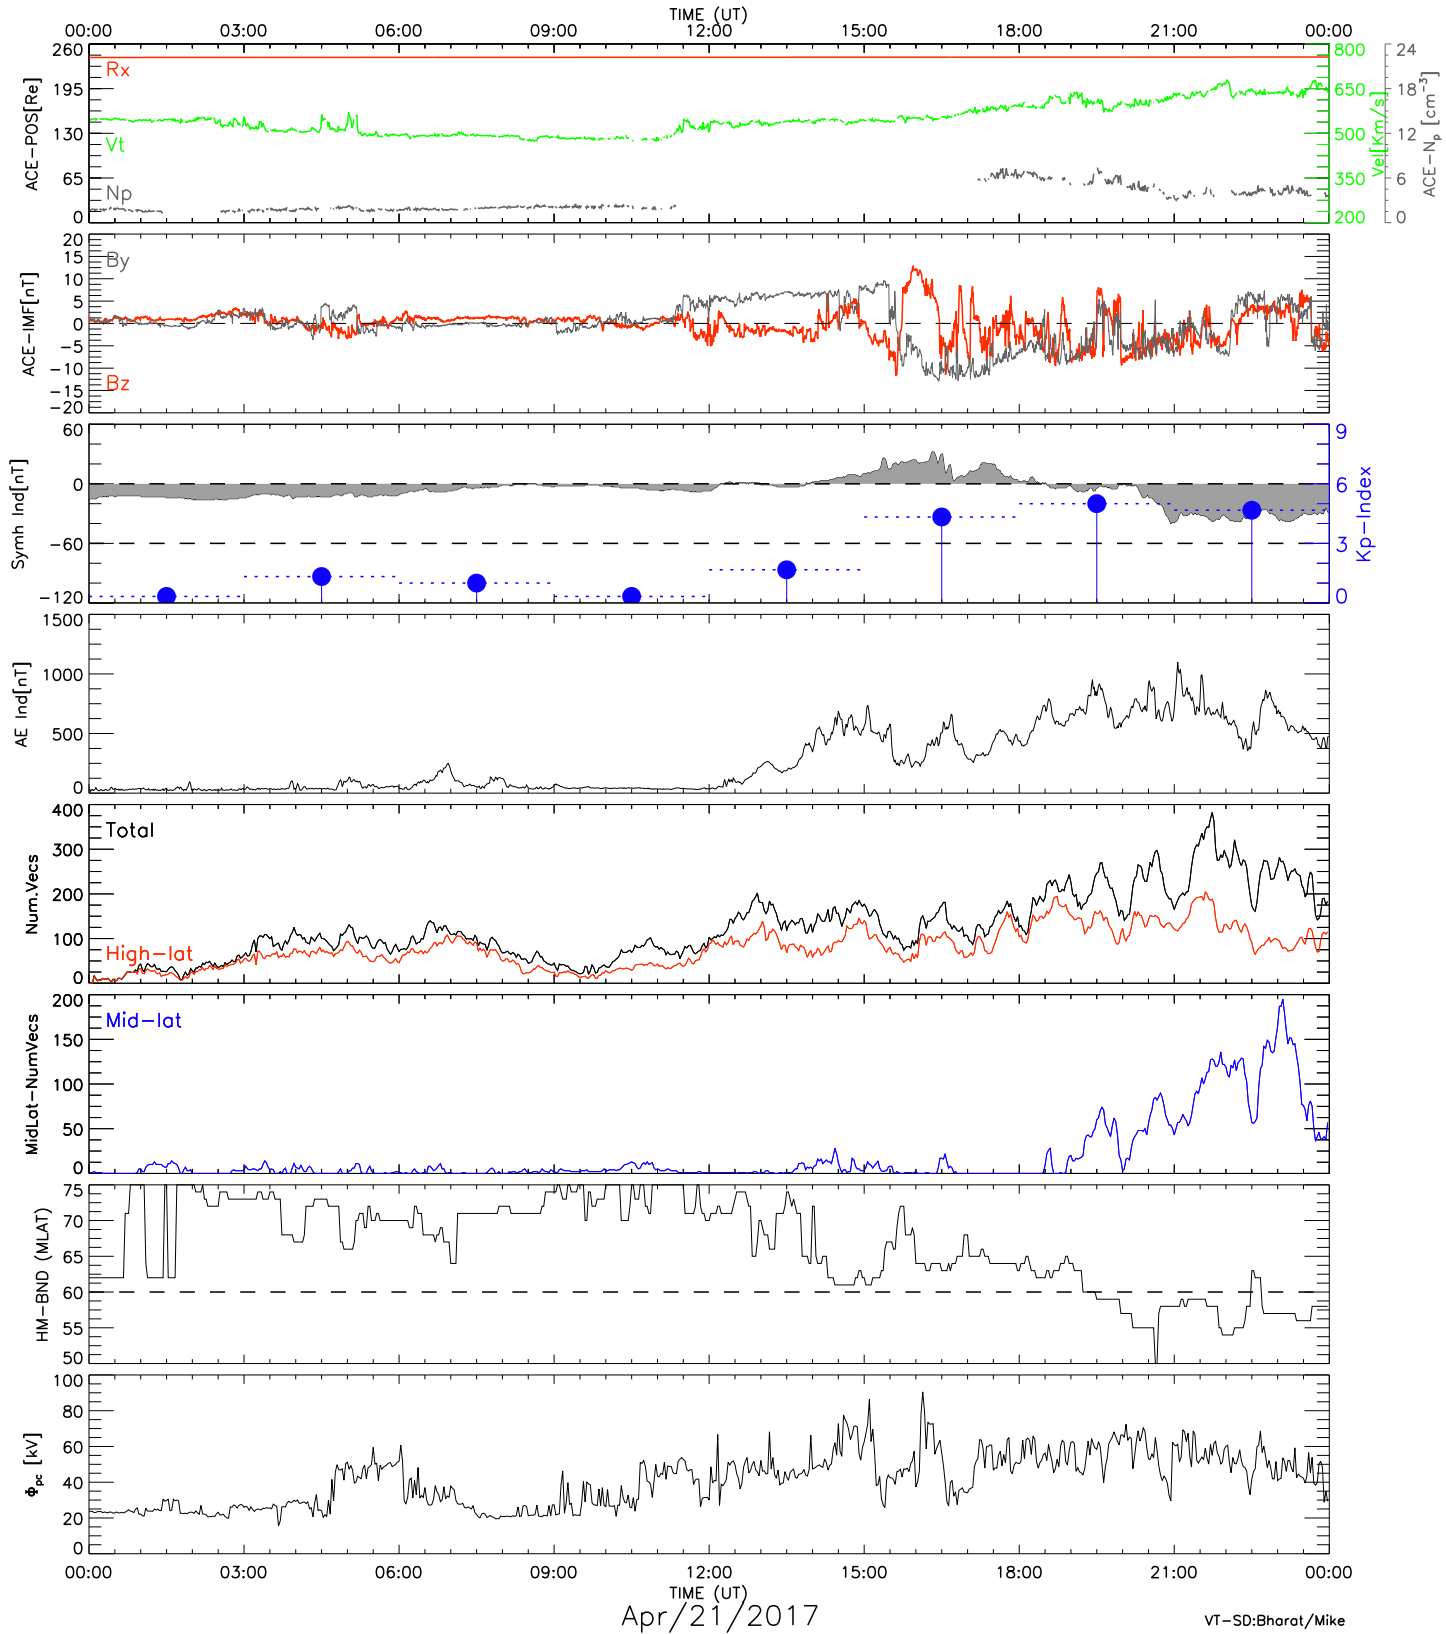 TIME (UT)
00:00 03:00 06:00 09:00 12:00 15:00 18:00 21:00 00:00
260 195 130 65 0
ACE-POS[Re]
Rx
Vt
Np
800 650 500 350 200
Vel[Km/s]
24 18 12 6 0
ACE-Np [cm-3]
20 15 10 5 0 -5 -10 -15 -20
ACE-IMF[nT]
By
Bz
60 0 -60 -120
Symh Ind[nT]
9 6 3 0
Kp-Index
1500 1000 500 0
AE Ind[nT]
400 300 200 100 0
Num.Vecs
Total
High-lat
200 150 100 50 0
MidLat-NumVecs
Mid-lat
75 70 65 60 55 50
HM-BND (MLAT)
100 80 60 40 20 0
Φpc [kV]
00:00 03:00 06:00 09:00 12:00 15:00 18:00 21:00 00:00
TIME (UT)
Apr/21/2017
VT-SD:Bharat/Mike